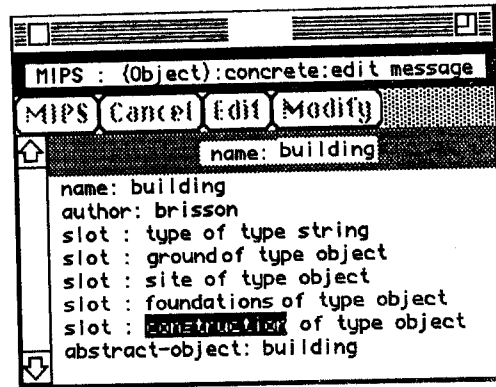 MIPS : (Object):concrete:edit message
MIPS Cancel Edit Modify
name: building
name: building
author: brisson
slot : type of type string
slot : ground of type object
slot : site of type object
slot : foundations of type object
slot : construction of type object
abstract-object: building